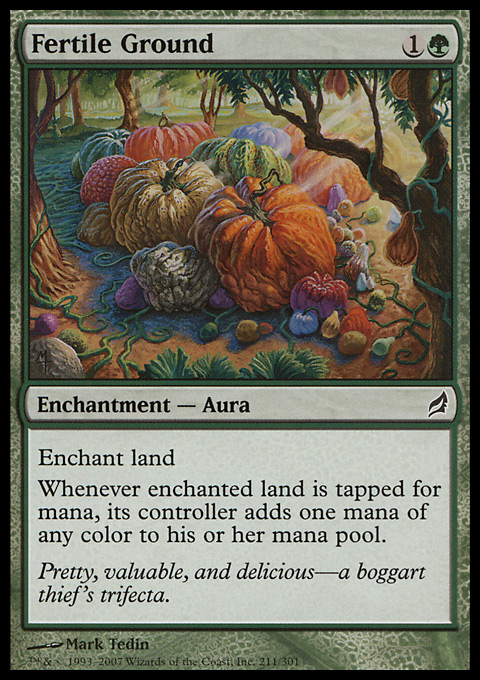 Fertile Ground 1
Enchantment — Aura
Enchant land
Whenever enchanted land is tapped for
mana, its controller adds one mana of
any color to his or her mana pool.
Pretty, valuable, and delicious—a boggart
thief's trifecta.
Mark Tedin
™ & © 1993–2007 Wizards of the Coast, Inc. 211/301